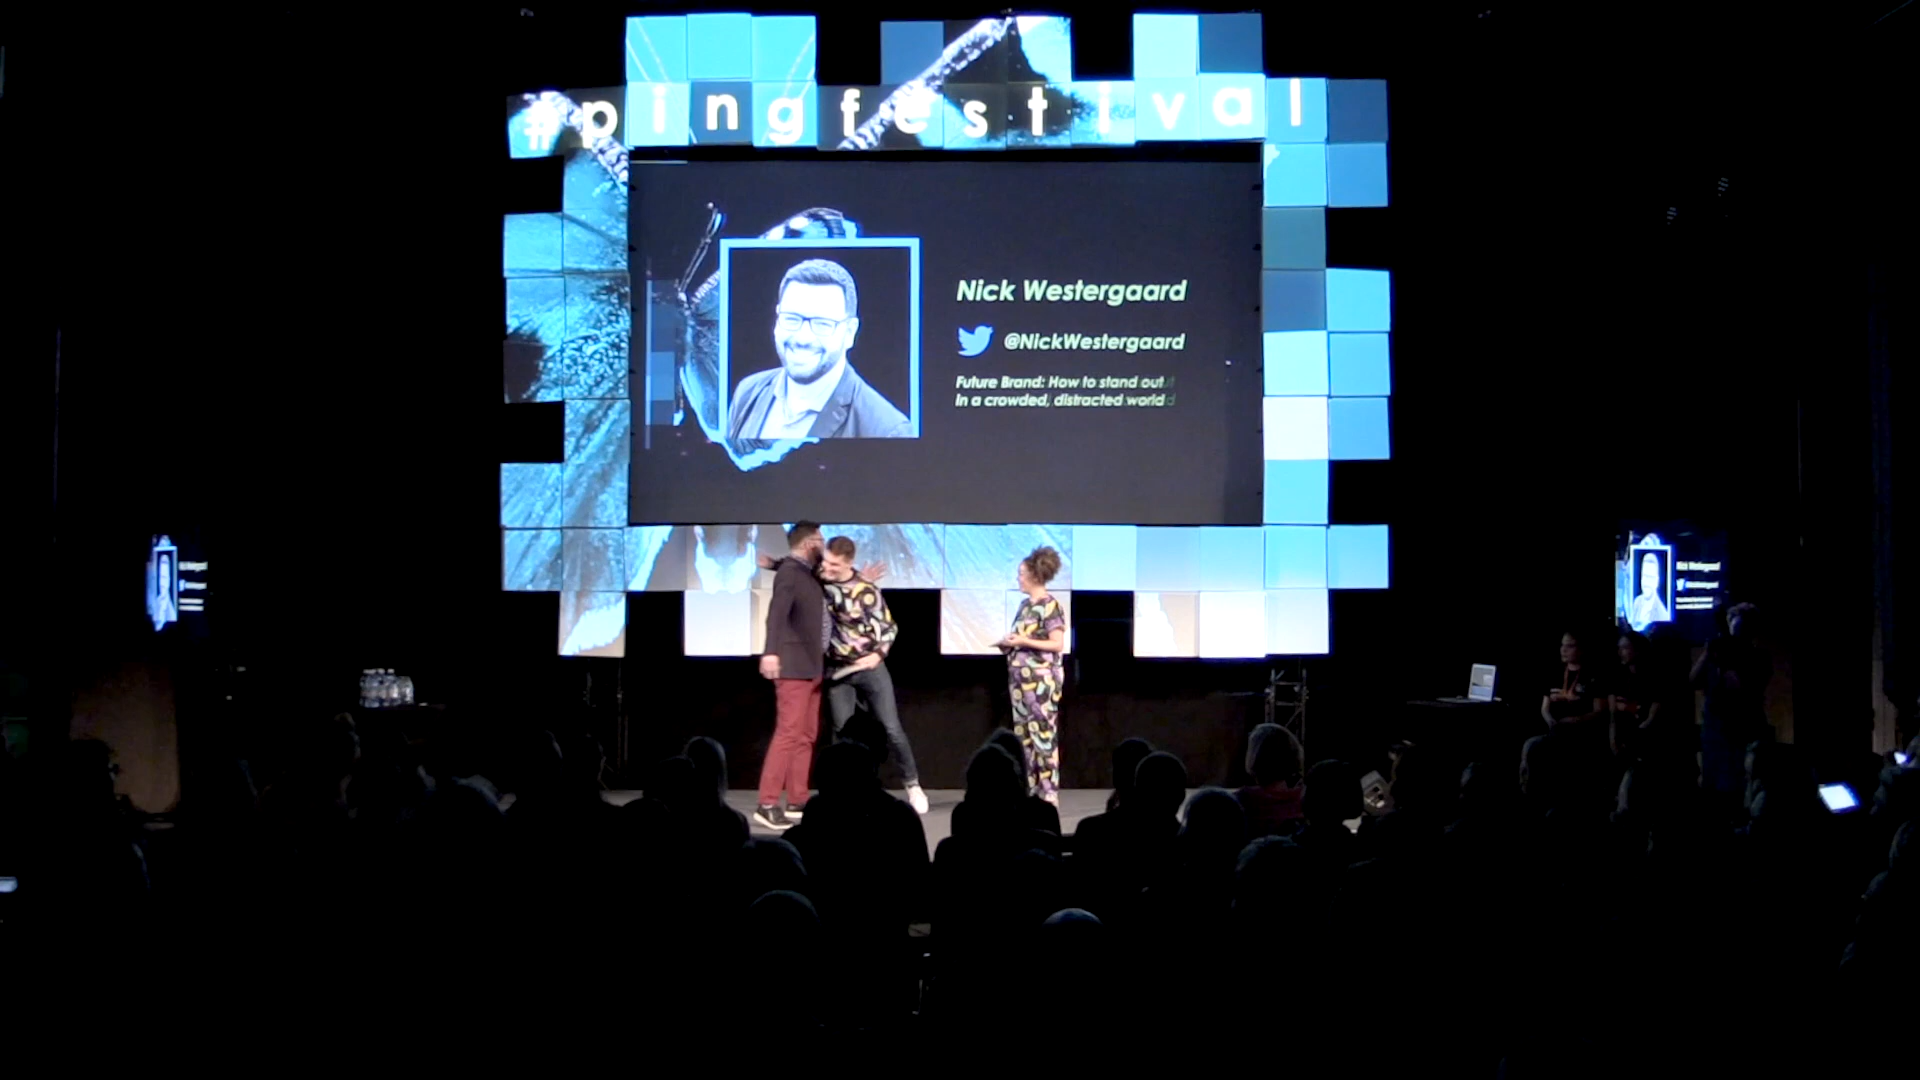 #pingfestival
Nick Westergaard
@NickWestergaard
Future Brand: How to stand out
in a crowded, distracted world